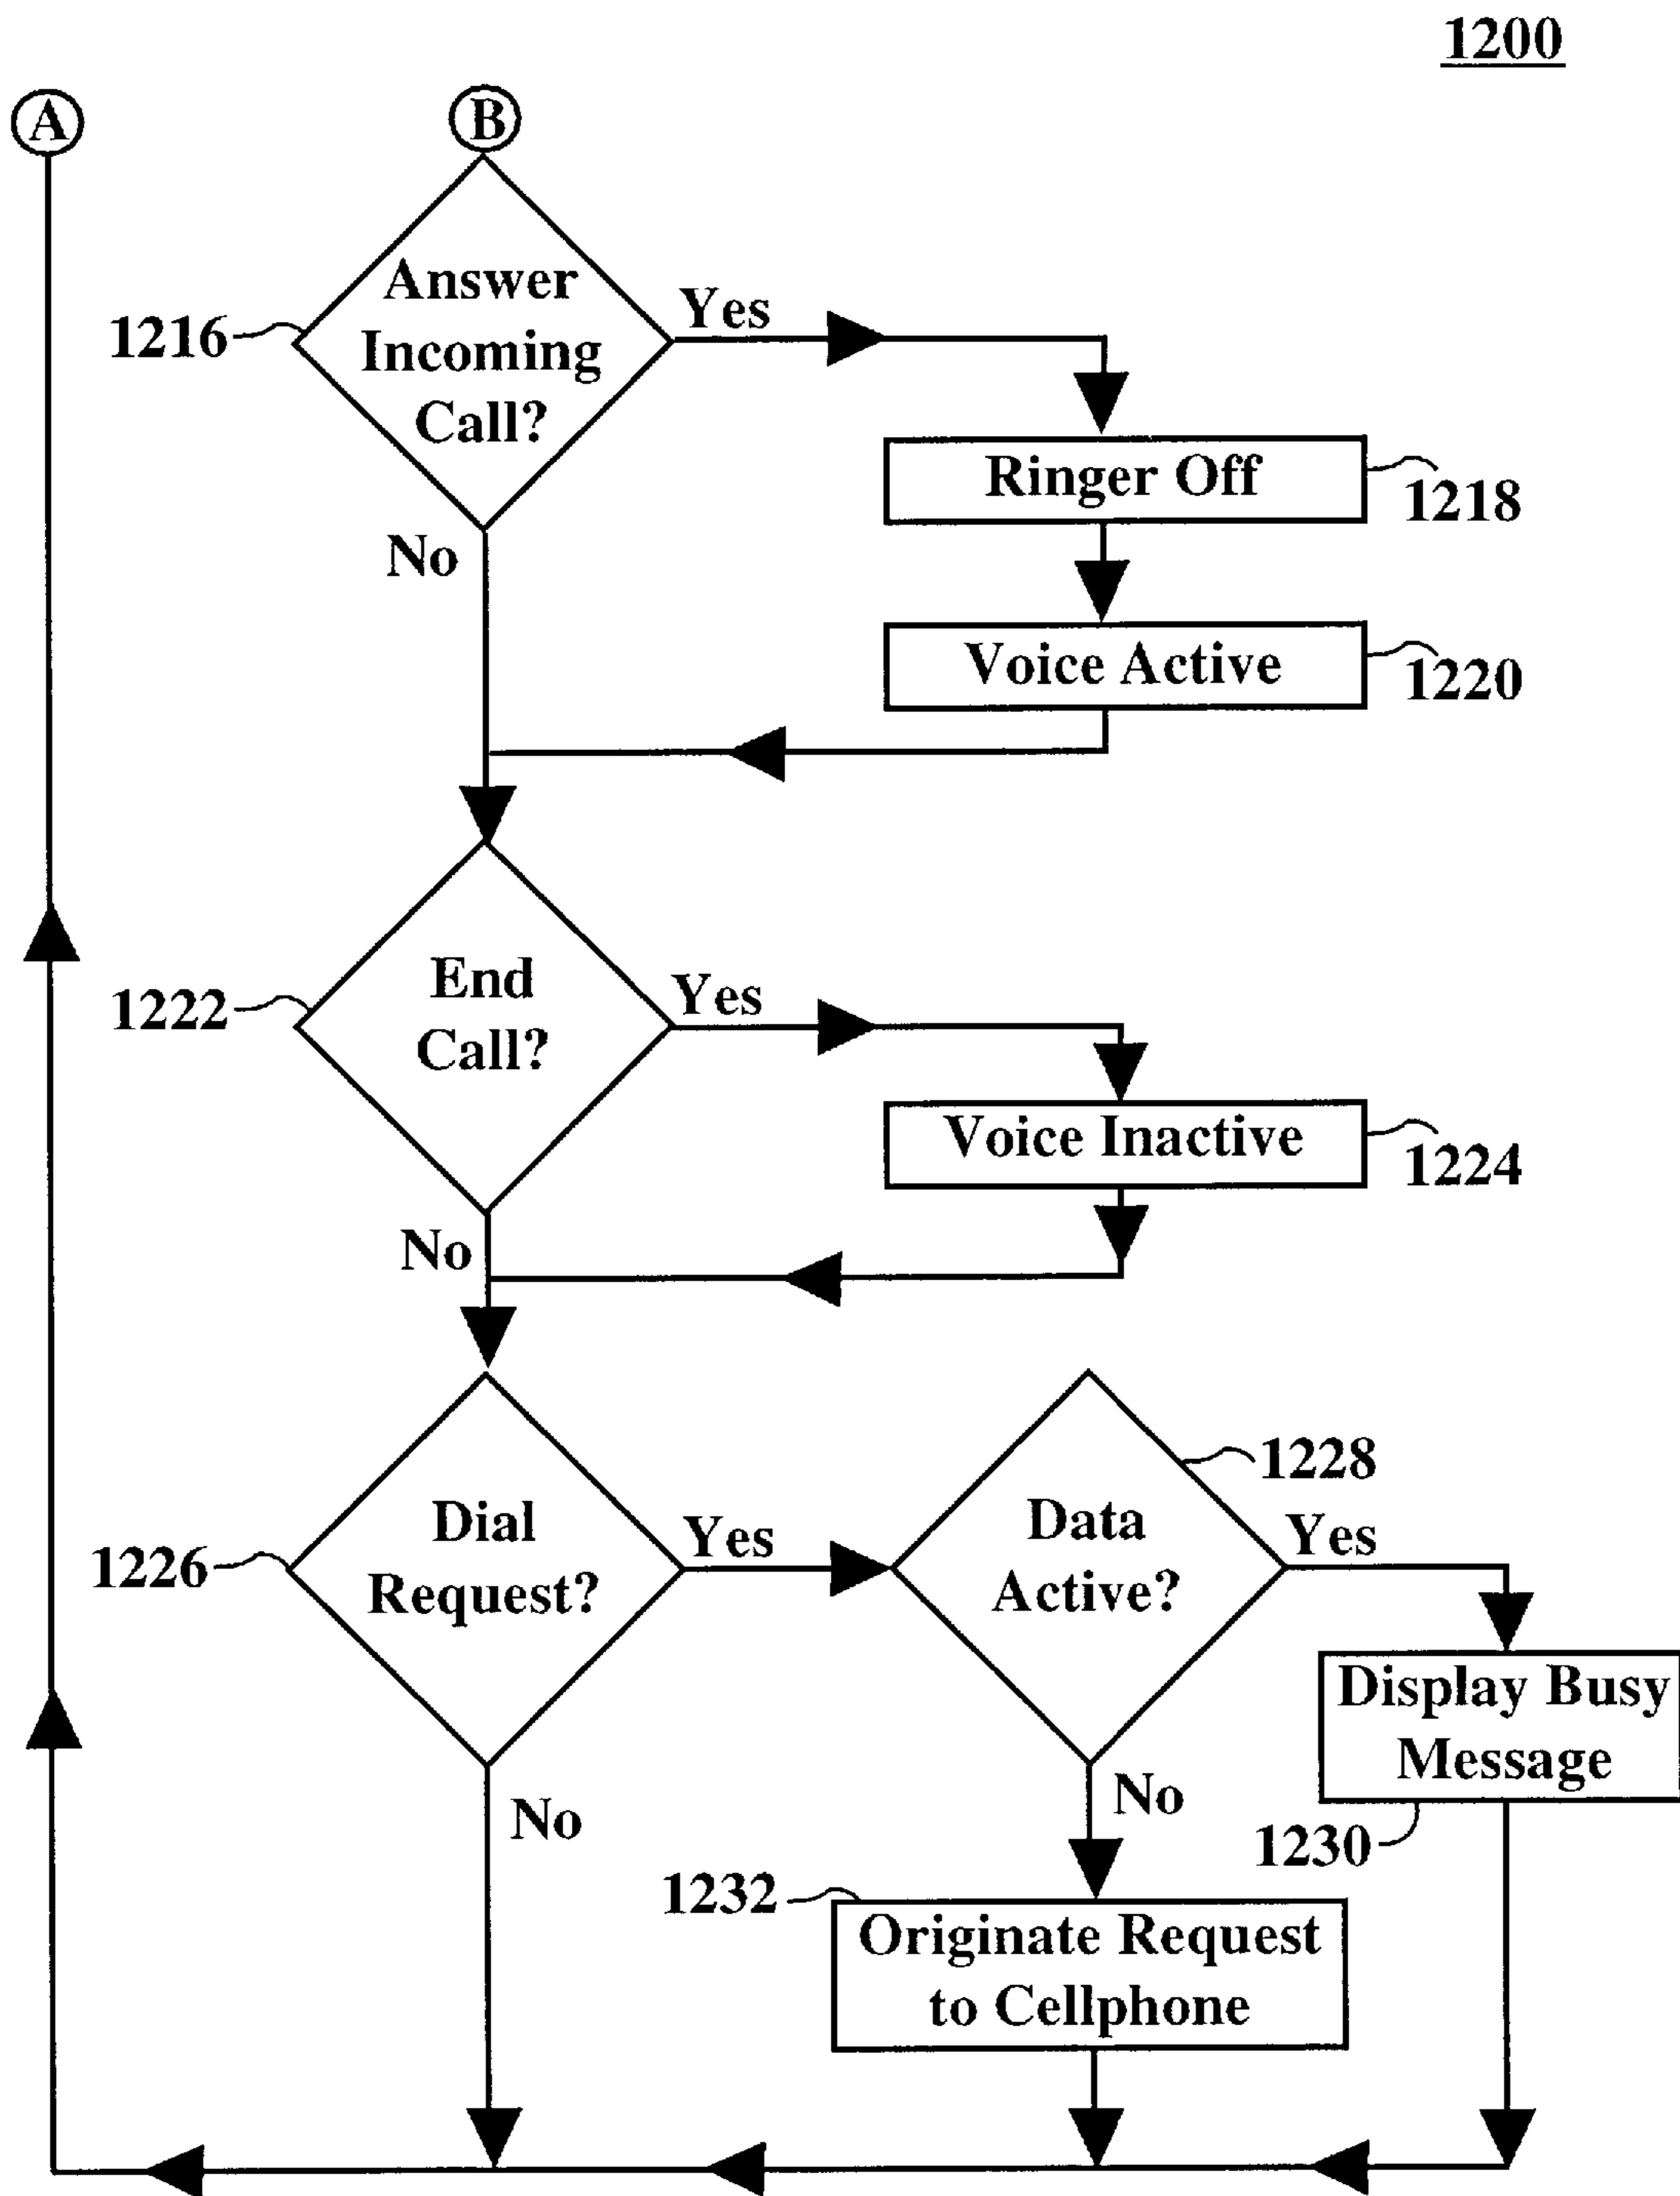 1200
A
B
Answer
Incoming
Call?
1216
Yes
No
Ringer Off
1218
Voice Active
1220
End
Call?
1222
Yes
No
Voice Inactive
1224
Dial
Request?
1226
Yes
No
Data
Active?
1228
Yes
No
Display Busy
Message
1230
1232
Originate Request
to Cellphone